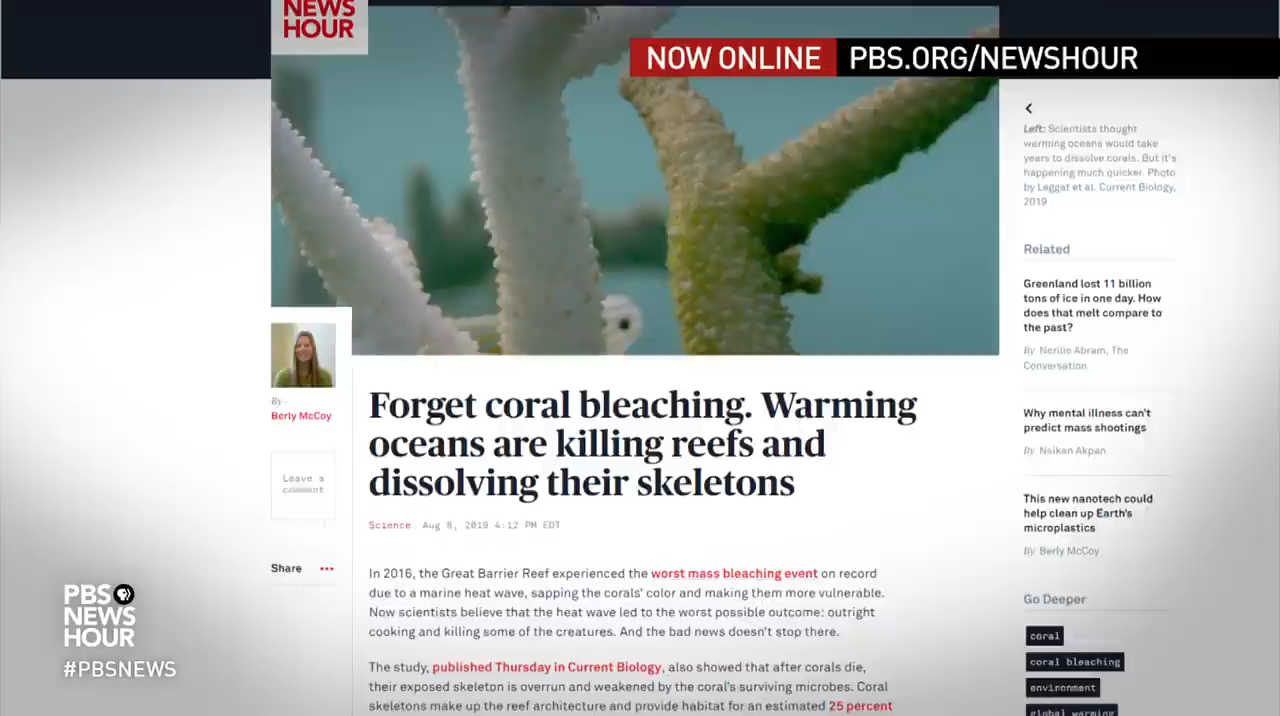 NEWS
HOUR
NOW ONLINE
PBS.ORG/NEWSHOUR
Left: Scientists thought
warming oceans would take
years to dissolve corals. But it's
happening much quicker. Photo
by Leggat et al. Current Biology,
2019
Related
Greenland lost 11 billion
tons of ice in one day. How
does that melt compare to
the past?
By Nerilie Abram, The
Conversation
Why mental illness can't
predict mass shootings
By Nsikan Akpan
This new nanotech could
help clean up Earth's
microplastics
By Berly McCoy
Go Deeper
coral
coral bleaching
environment
global warming
By -
Berly McCoy
Leave a
comment
Share
Forget coral bleaching. Warming
oceans are killing reefs and
dissolving their skeletons
Science Aug 8, 2019 4:12 PM EDT
In 2016, the Great Barrier Reef experienced the worst mass bleaching event on record
due to a marine heat wave, sapping the corals' color and making them more vulnerable.
Now scientists believe that the heat wave led to the worst possible outcome: outright
cooking and killing some of the creatures. And the bad news doesn't stop there.
The study, published Thursday in Current Biology, also showed that after corals die,
their exposed skeleton is overrun and weakened by the coral's surviving microbes. Coral
skeletons make up the reef architecture and provide habitat for an estimated 25 percent
PBS
NEWS
HOUR
#PBSNEWS